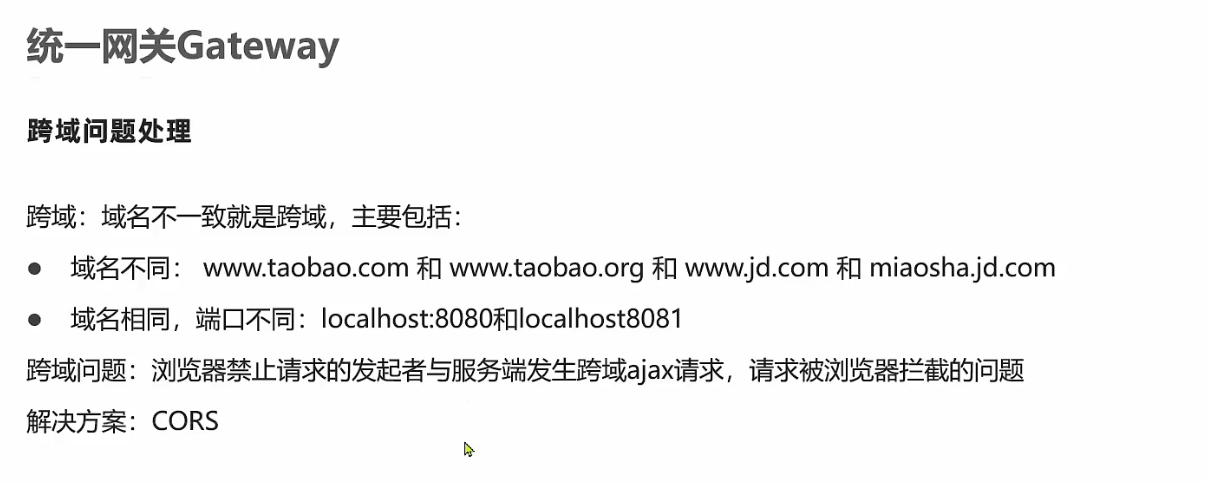 统一网关Gateway
跨域问题处理
跨域：域名不一致就是跨域，主要包括：
● 域名不同： www.taobao.com 和 www.taobao.org 和 www.jd.com 和 miaosha.jd.com
● 域名相同，端口不同：localhost:8080和localhost8081
跨域问题：浏览器禁止请求的发起者与服务端发生跨域ajax请求，请求被浏览器拦截的问题
解决方案：CORS